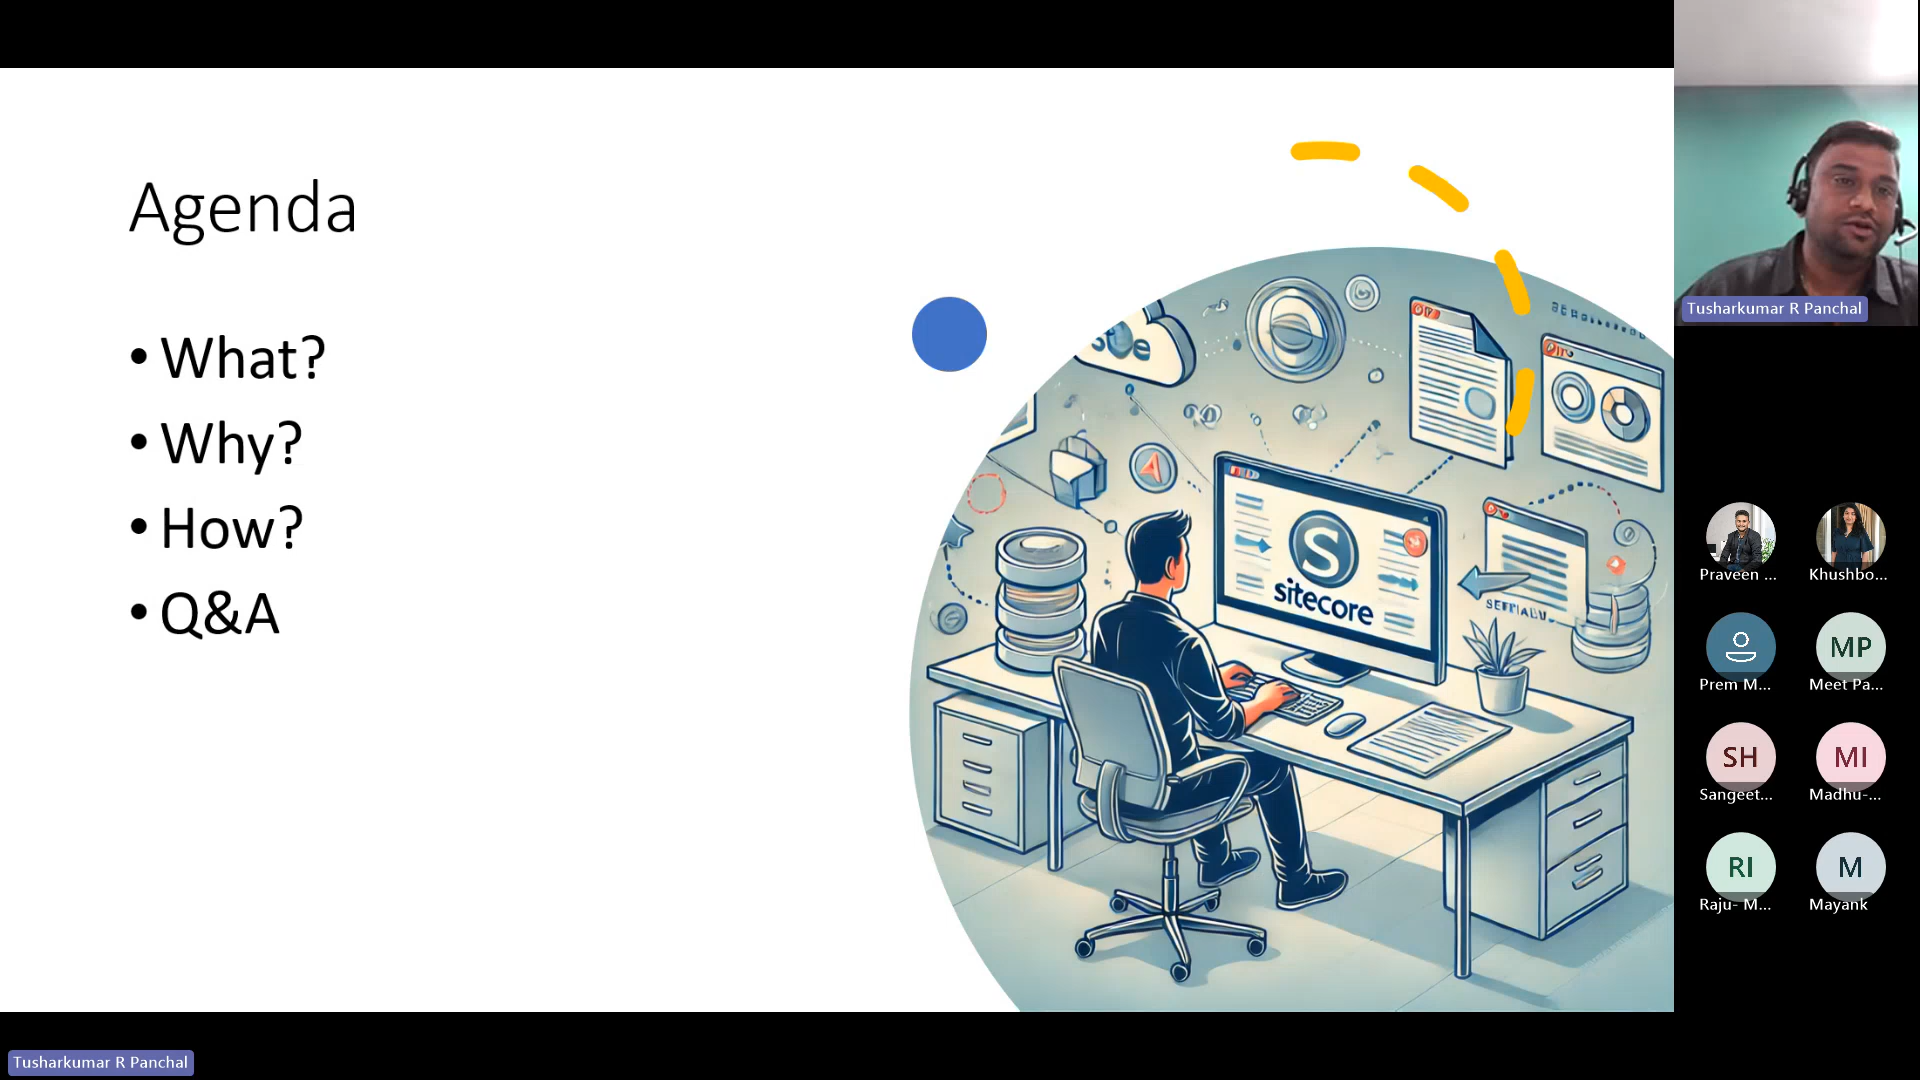 Agenda
• What?
• Why?
• How?
• Q&A
S
sitecore
Tusharkumar R Panchal
Praveen ...
Khushbo...
Prem M...
MP
Meet Pa...
SH
Sangeet...
MI
Madhu-...
RI
Raju- M...
M
Mayank
Tusharkumar R Panchal